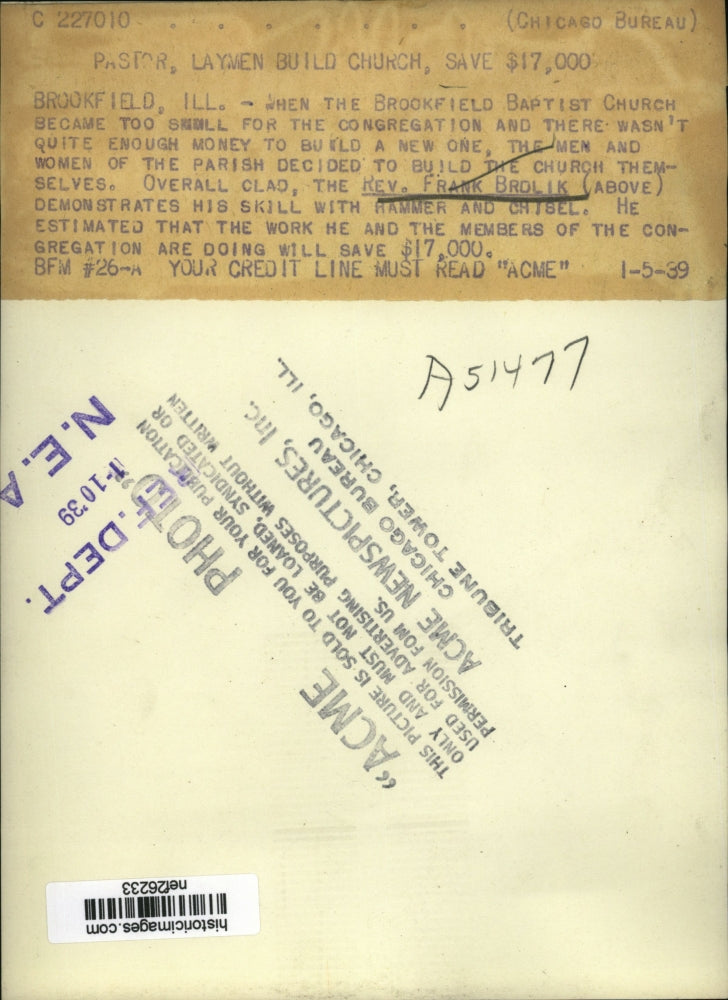 C 227010 . . . . . . . (CHICAGO BUREAU)
PASTOR, LAYMEN BUILD CHURCH, SAVE $17,000
BROOKFIELD, ILL. - WHEN THE BROOKFIELD BAPTIST CHURCH
BECAME TOO SMALL FOR THE CONGREGATION AND THERE WASN'T
QUITE ENOUGH MONEY TO BUILD A NEW ONE, THE MEN AND
WOMEN OF THE PARISH DECIDED TO BUILD THE CHURCH THEM-
SELVES. OVERALL CLAD, THE REV. FRANK BRDLIK (ABOVE)
DEMONSTRATES HIS SKILL WITH HAMMER AND CHISEL. HE
ESTIMATED THAT THE WORK HE AND THE MEMBERS OF THE CON-
GREGATION ARE DOING WILL SAVE $17,000.
BFM #26-A YOUR CREDIT LINE MUST READ "ACME" 1-5-39
A51477
N.E.A
1-10'39
.DEPT.
"ACME PHOTO"
THIS PICTURE IS SOLD TO YOU FOR YOUR PUBLICATION
ONLY AND MUST NOT BE LOANED, SYNDICATED OR
USED FOR ADVERTISING PURPOSES WITHOUT WRITTEN
PERMISSION FOM US.
ACME NEWSPICTURES, Inc.
CHICAGO BUREAU
TRIBUNE TOWER, CHICAGO, ILL.
historicimages.com
nef26233